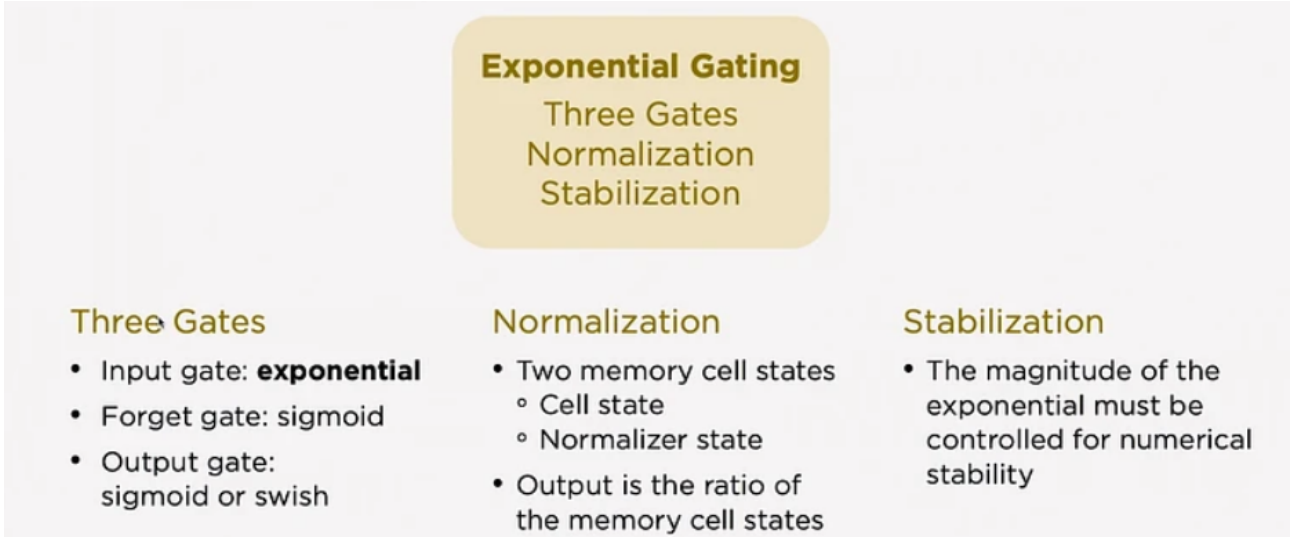 Exponential Gating
Three Gates
Normalization
Stabilization
Three Gates
• Input gate: exponential
• Forget gate: sigmoid
• Output gate:
sigmoid or swish
Normalization
• Two memory cell states
∘ Cell state
∘ Normalizer state
• Output is the ratio of
the memory cell states
Stabilization
• The magnitude of the
exponential must be
controlled for numerical
stability